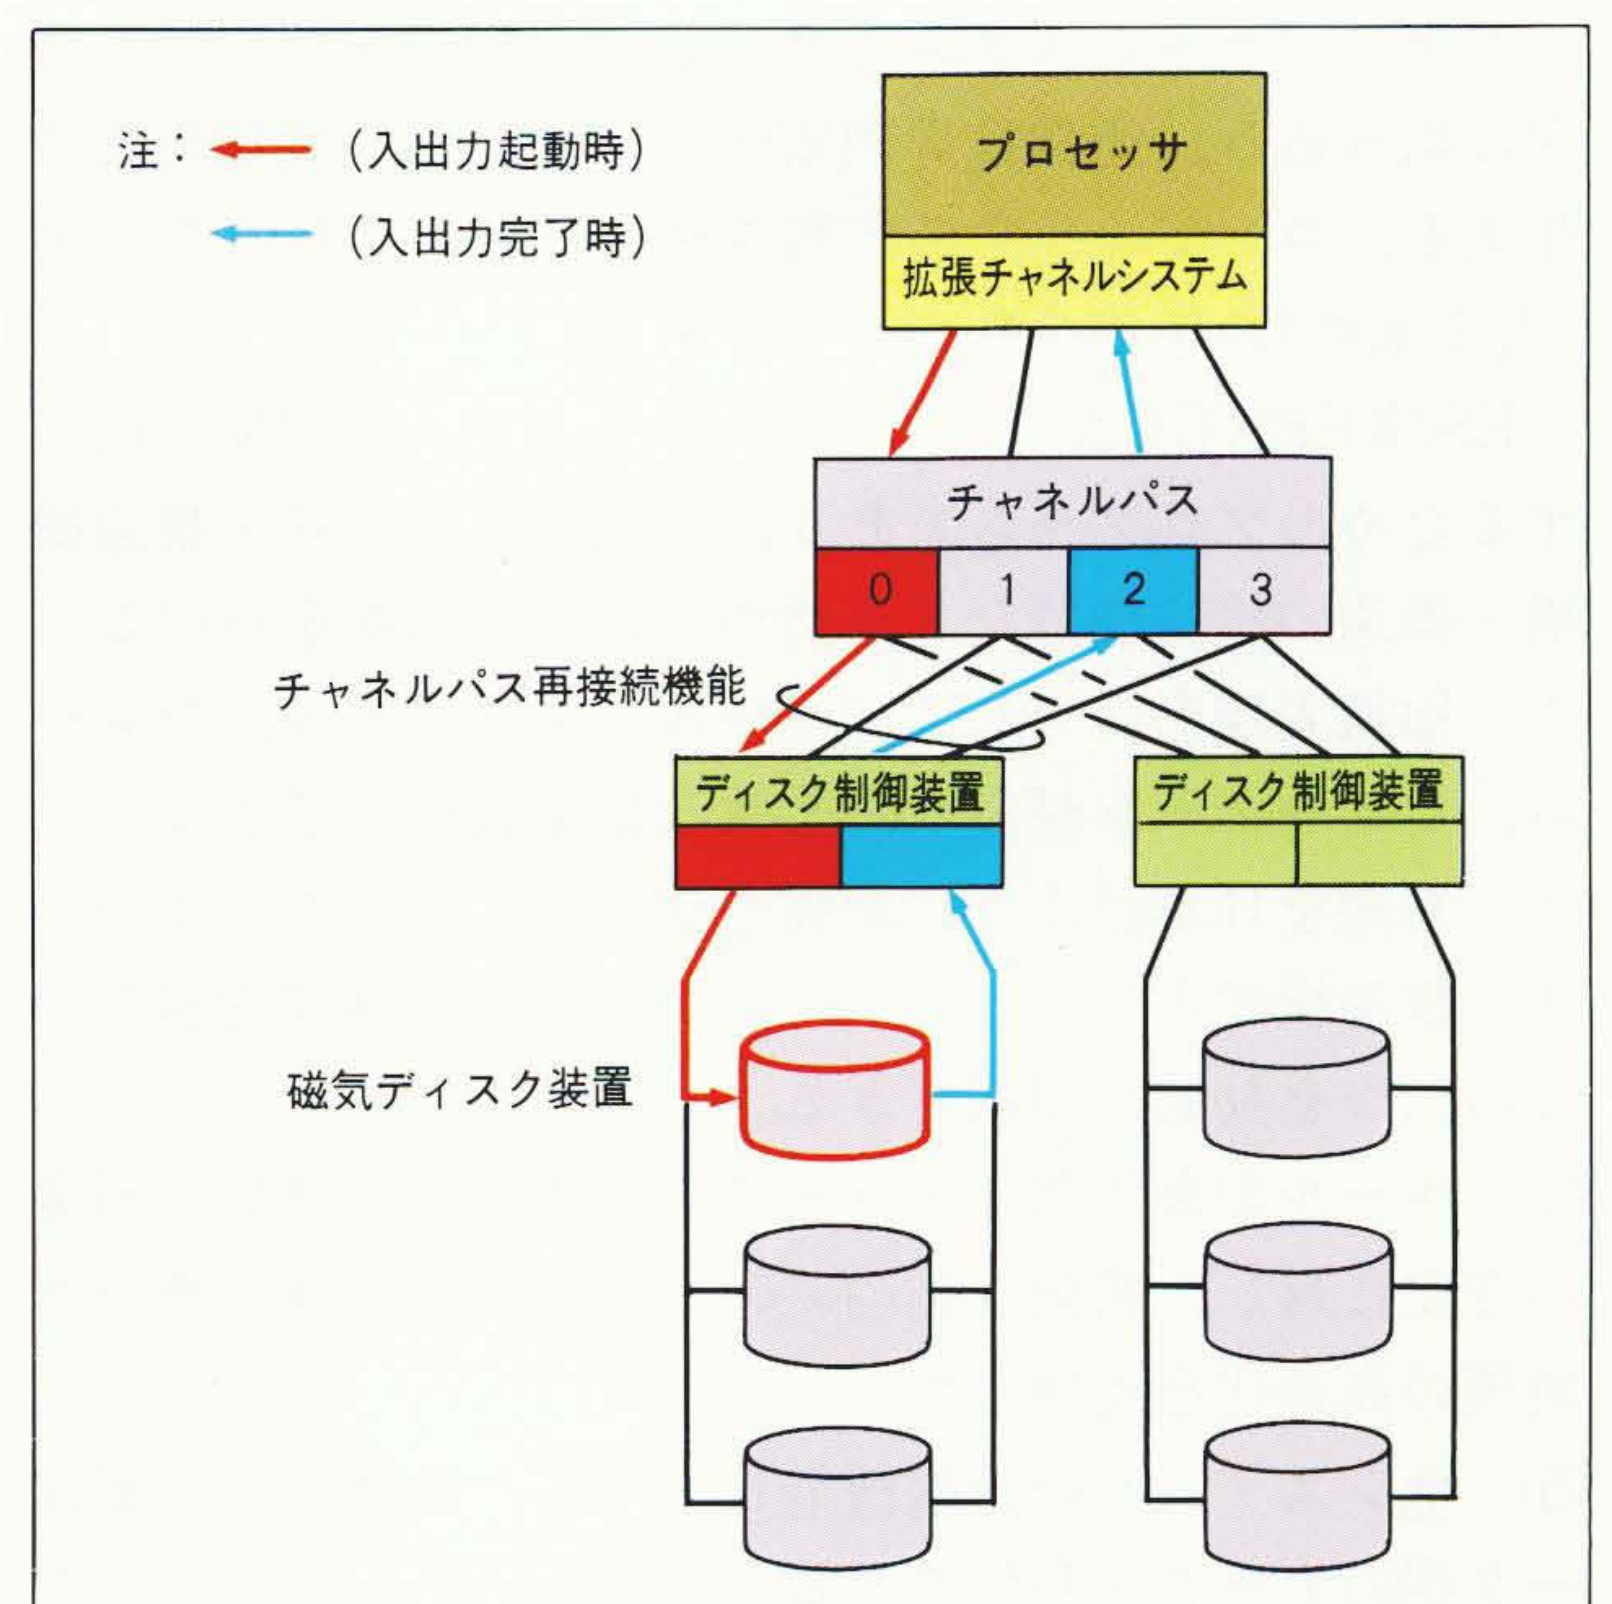 注：（入出力起動時）
（入出力完了時）
プロセッサ
拡張チャネルシステム
チャネルパス
0 1 2 3
チャネルパス再接続機能
ディスク制御装置 ディスク制御装置
磁気ディスク装置